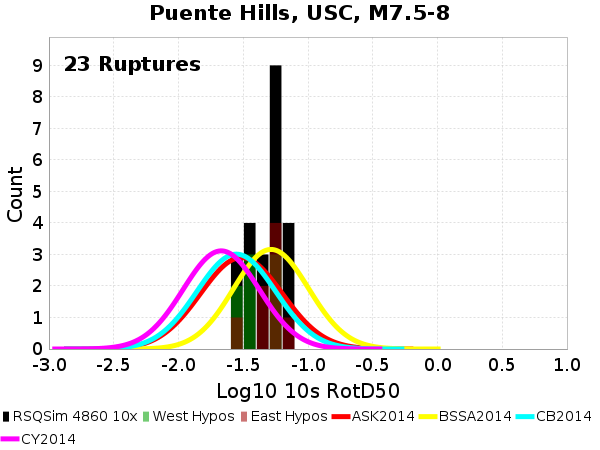 Puente Hills, USC, M7.5-8
23 Ruptures
Count
9
8
7
6
5
4
3
2
1
0
-3.0 -2.5 -2.0 -1.5 -1.0 -0.5 0.0 0.5 1.0
Log10 10s RotD50
RSQSim 4860 10x West Hypos East Hypos ASK2014 BSSA2014 CB2014
CY2014